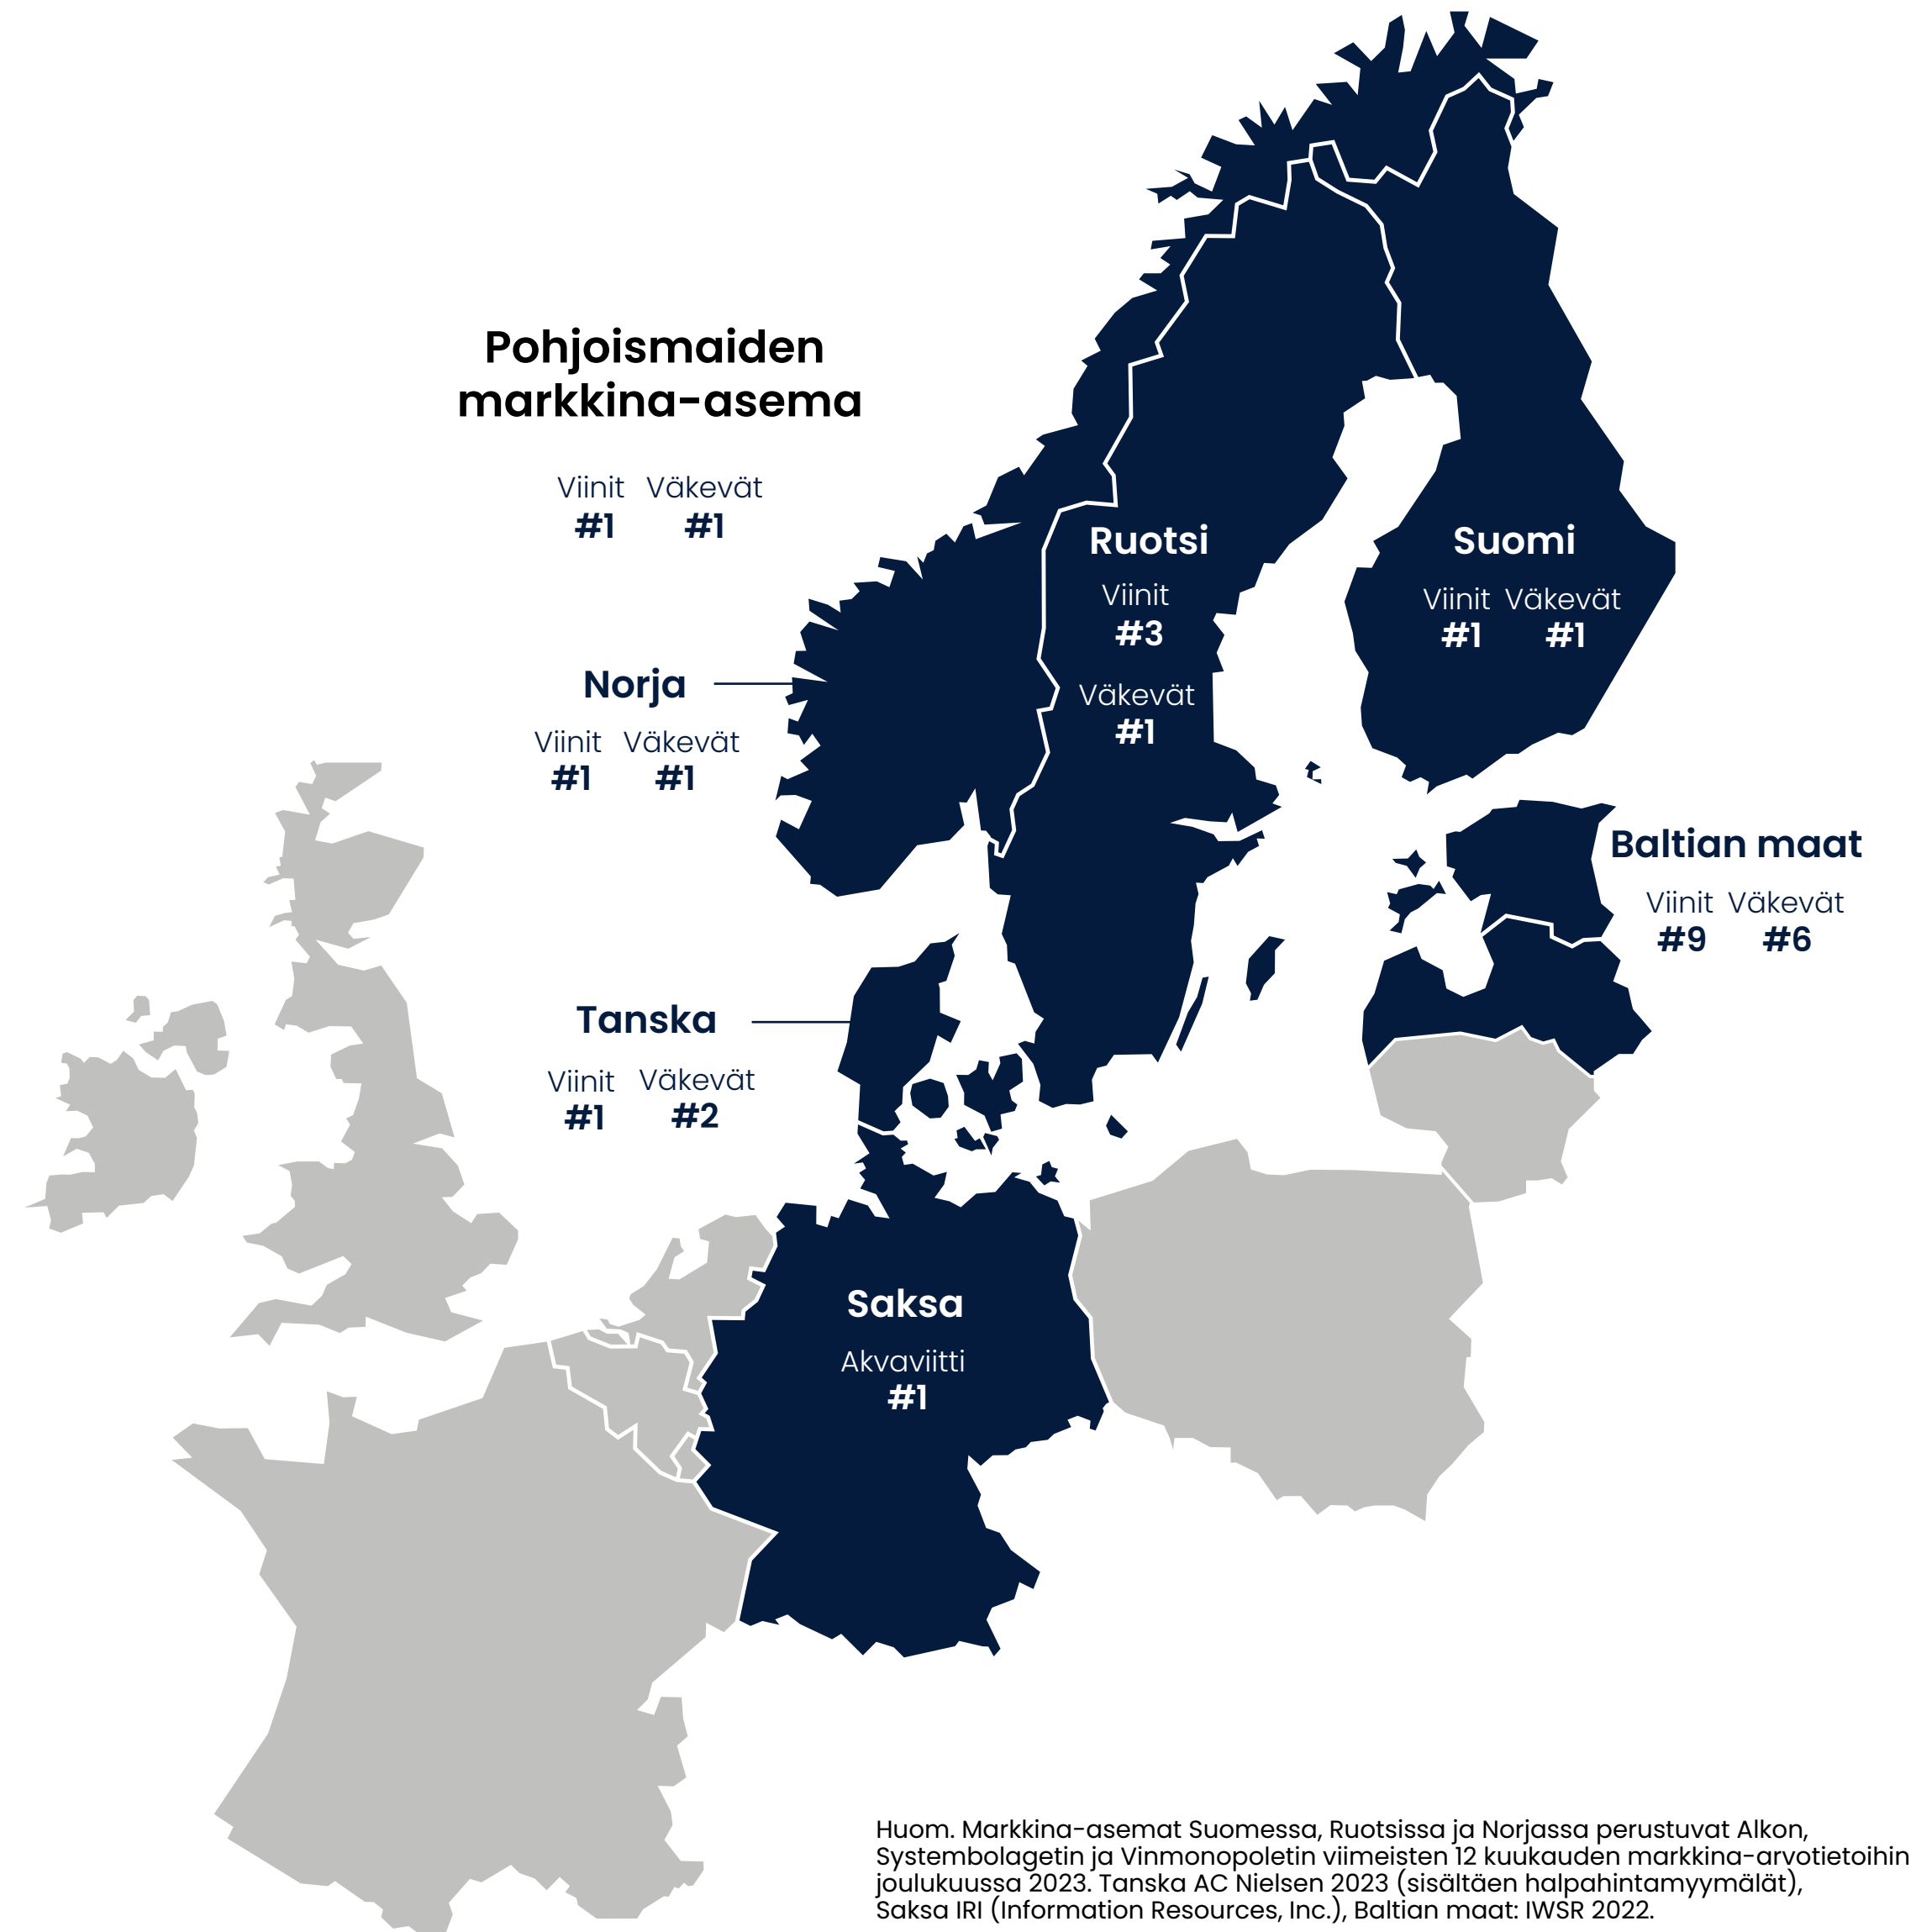 Pohjoismaiden
markkina-asema
Viinit Väkevät
#1 #1
Ruotsi
Viinit
#3
Väkevät
#1
Suomi
Viinit Väkevät
#1 #1
Norja
Viinit Väkevät
#1 #1
Baltian maat
Viinit Väkevät
#9 #6
Tanska
Viinit Väkevät
#1 #2
Saksa
Akvaviitti
#1
Huom. Markkina-asemat Suomessa, Ruotsissa ja Norjassa perustuvat Alkon,
Systembolagetin ja Vinmonopoletin viimeisten 12 kuukauden markkina-arvotietoihin
joulukuussa 2023. Tanska AC Nielsen 2023 (sisältäen halpahintamyymälät),
Saksa IRI (Information Resources, Inc.), Baltian maat: IWSR 2022.